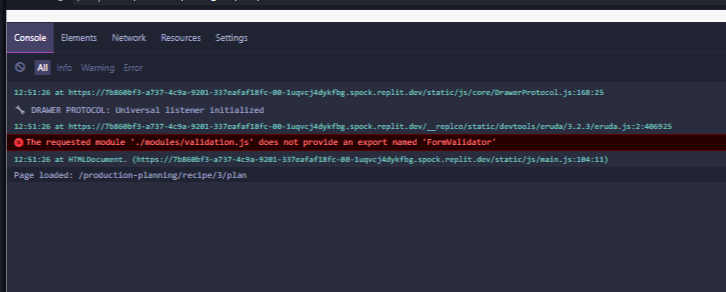 Console Elements Network Resources Settings
All Info Warning Error
12:51:26 at https://7b860bf3-a737-4c9a-9201-337eafaf18fc-00-1uqvcj4dykfbg.spock.replit.dev/static/js/core/DrawerProtocol.js:168:25
🔧 DRAWER PROTOCOL: Universal listener initialized
12:51:26 at https://7b860bf3-a737-4c9a-9201-337eafaf18fc-00-1uqvcj4dykfbg.spock.replit.dev/__replco/static/devtools/eruda/3.2.3/eruda.js:2:406925
The requested module './modules/validation.js' does not provide an export named 'FormValidator'
12:51:26 at HTMLDocument. (https://7b860bf3-a737-4c9a-9201-337eafaf18fc-00-1uqvcj4dykfbg.spock.replit.dev/static/js/main.js:104:11)
Page loaded: /production-planning/recipe/3/plan